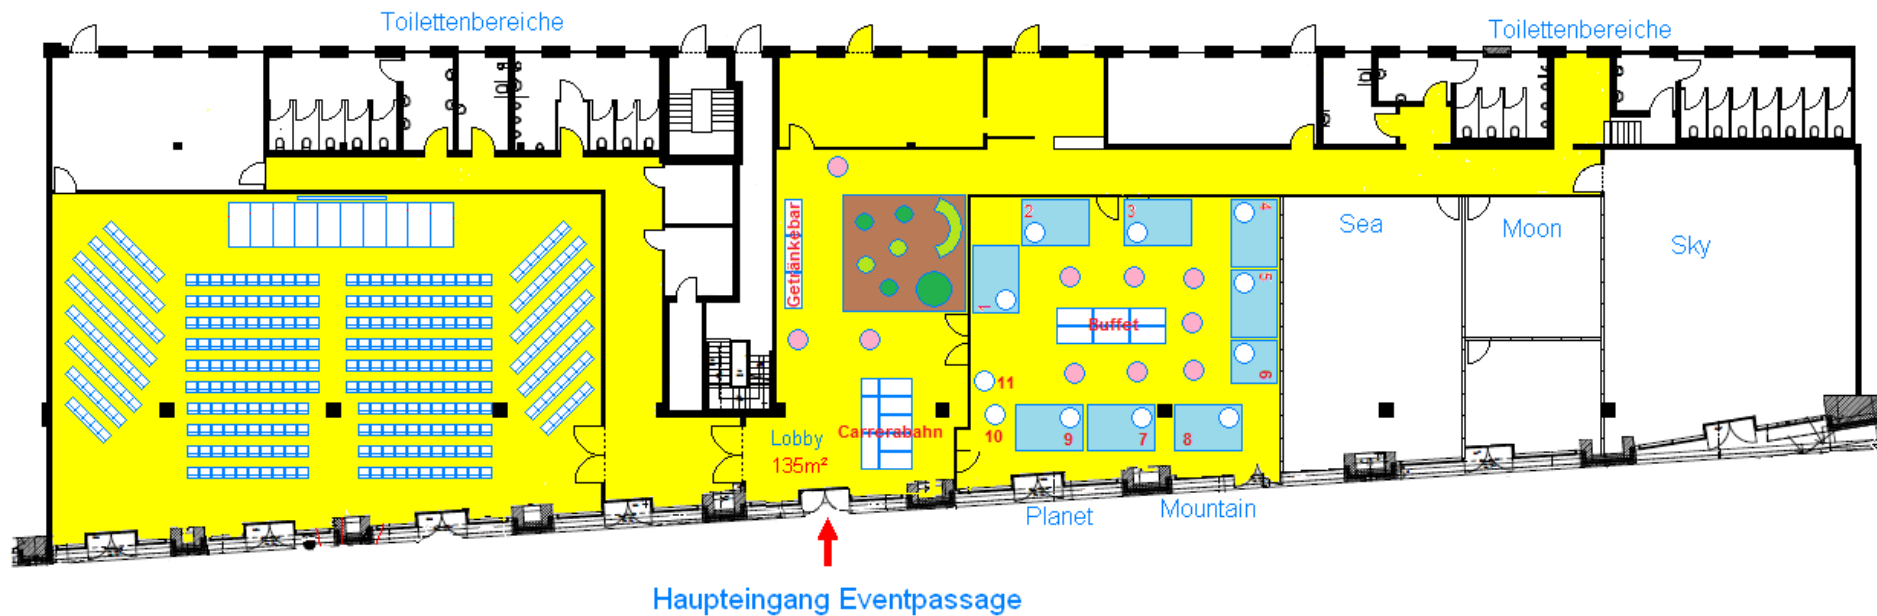 Toilettenbereiche
Toilettenbereiche
2
3
4
Sea
Moon
Sky
Getränkebar
5
1
Buffet
6
11
10
9
7
8
Carrorabahn
Lobby
135m²
Planet
Mountain
Haupteingang Eventpassage